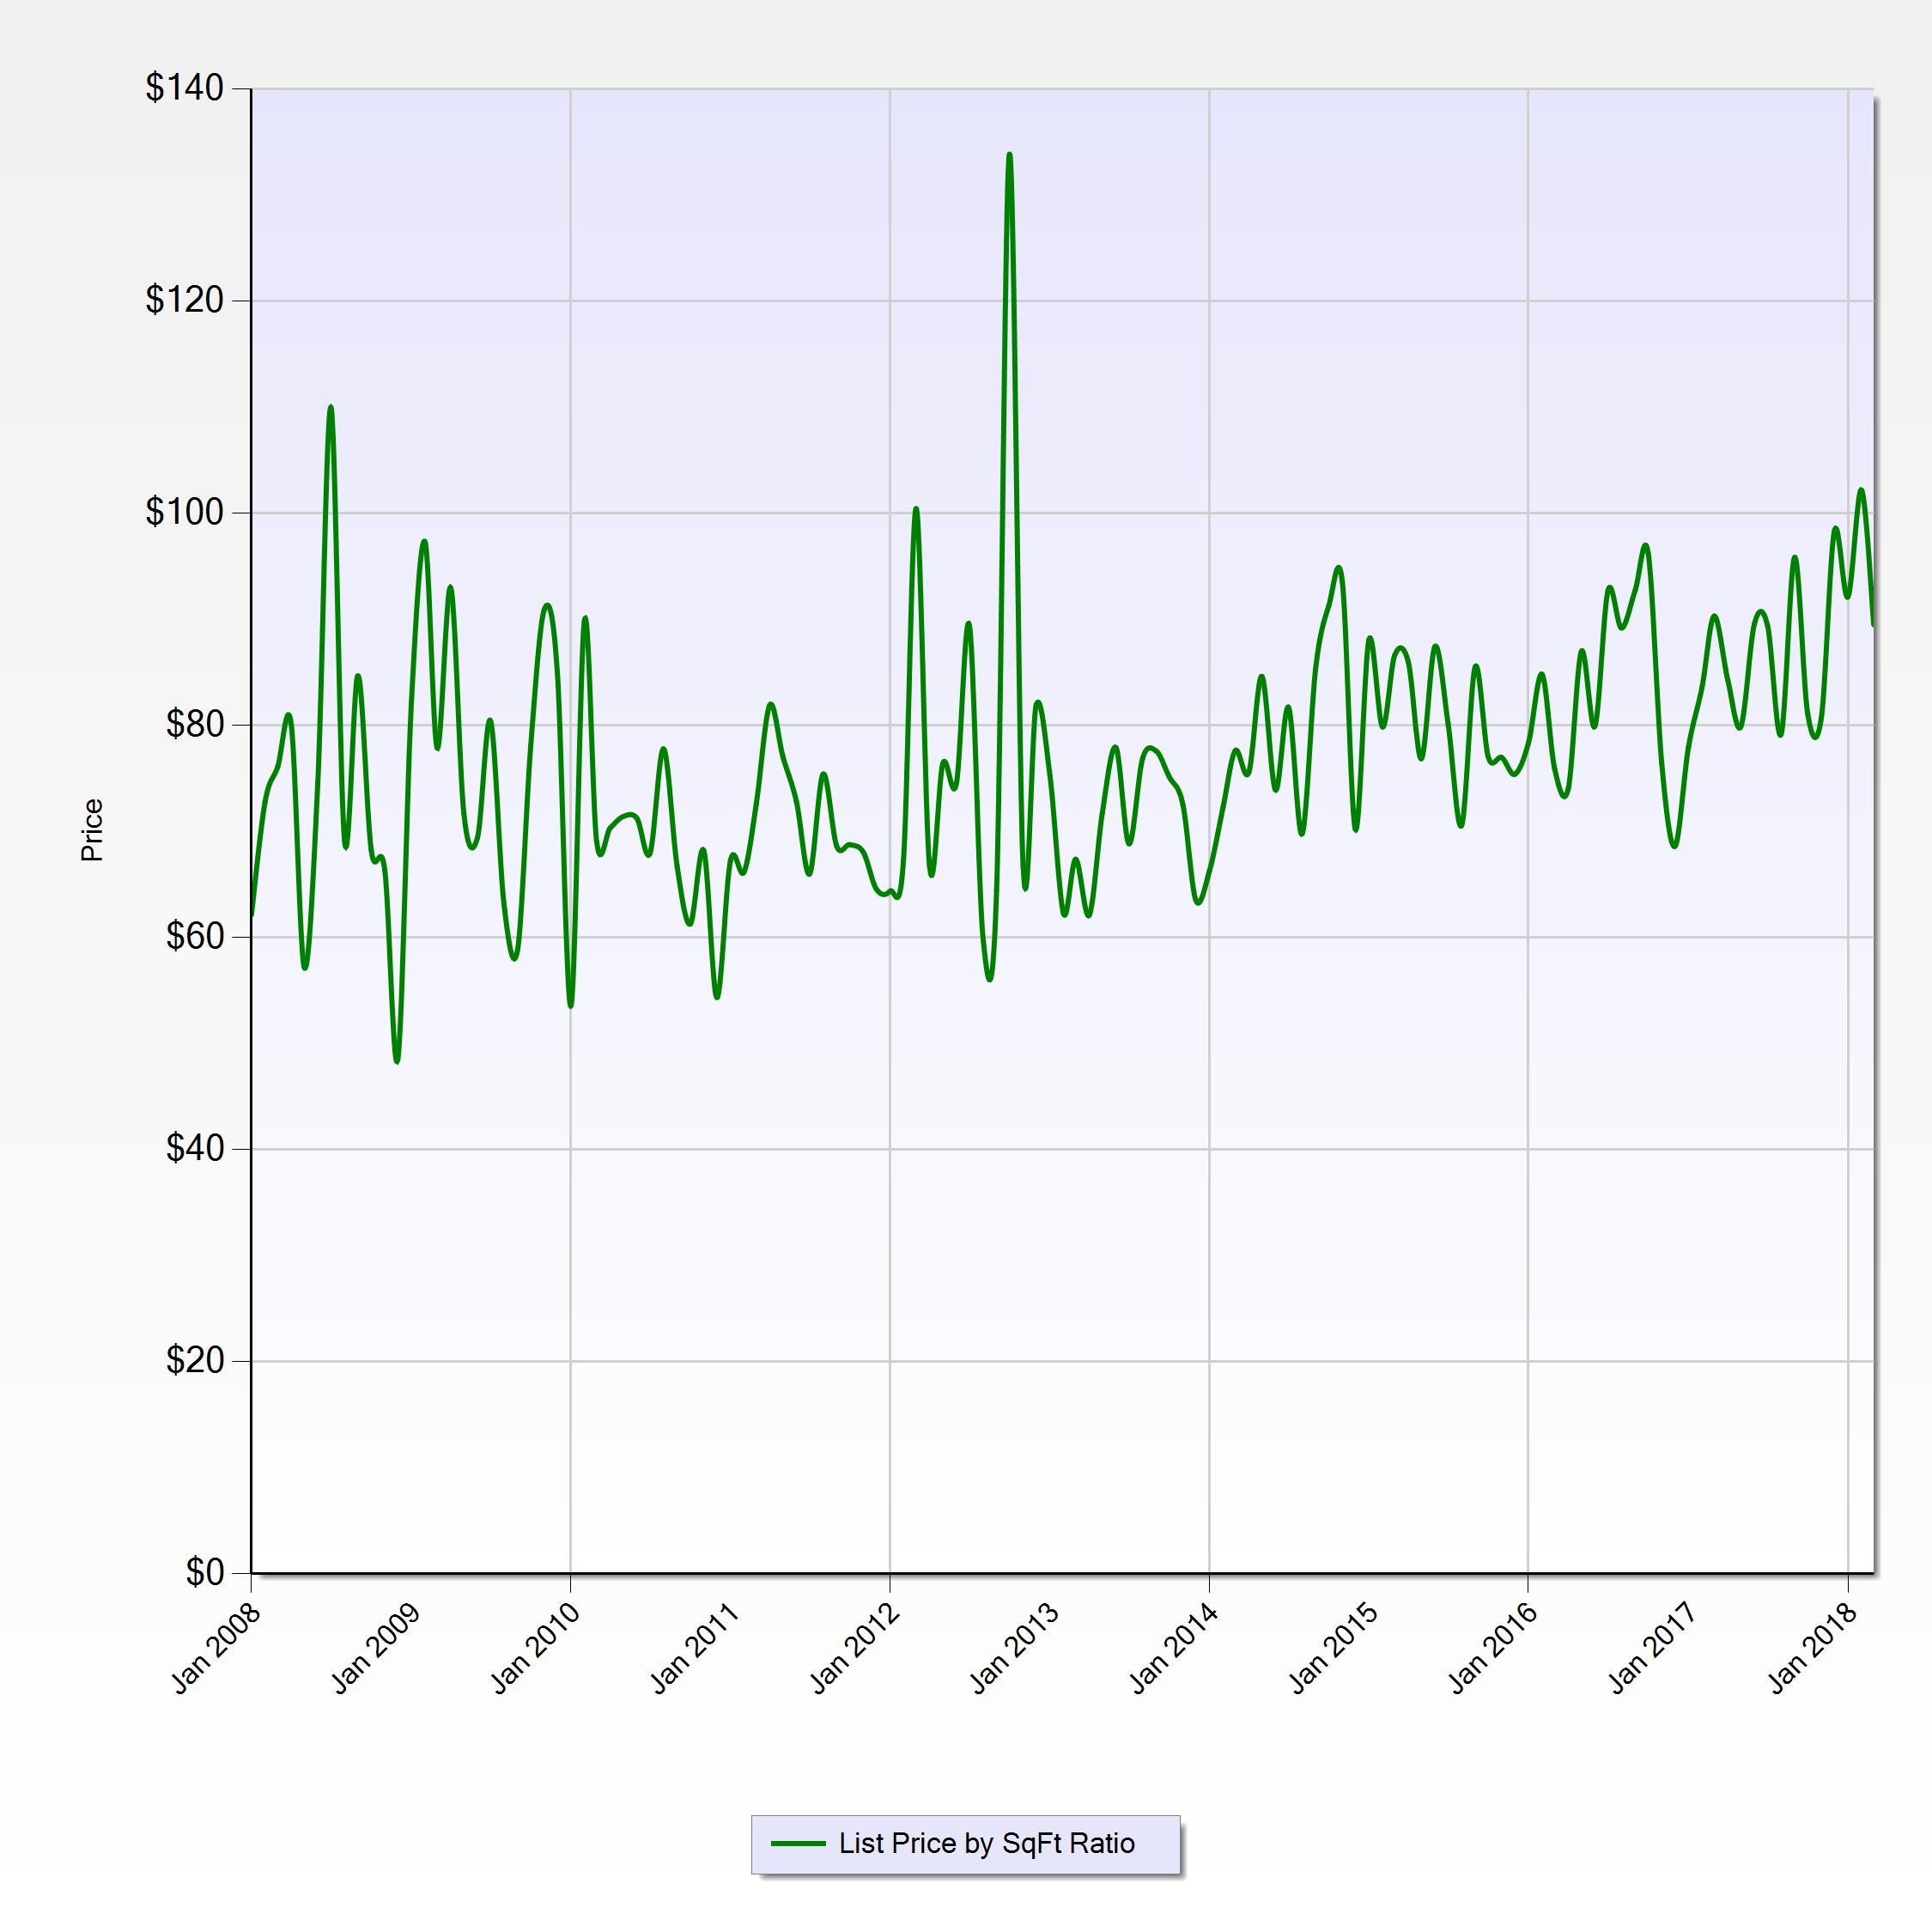 $140
$120
$100
$80
$60
$40
$20
$0
Price
Jan 2008
Jan 2009
Jan 2010
Jan 2011
Jan 2012
Jan 2013
Jan 2014
Jan 2015
Jan 2016
Jan 2017
Jan 2018
List Price by SqFt Ratio